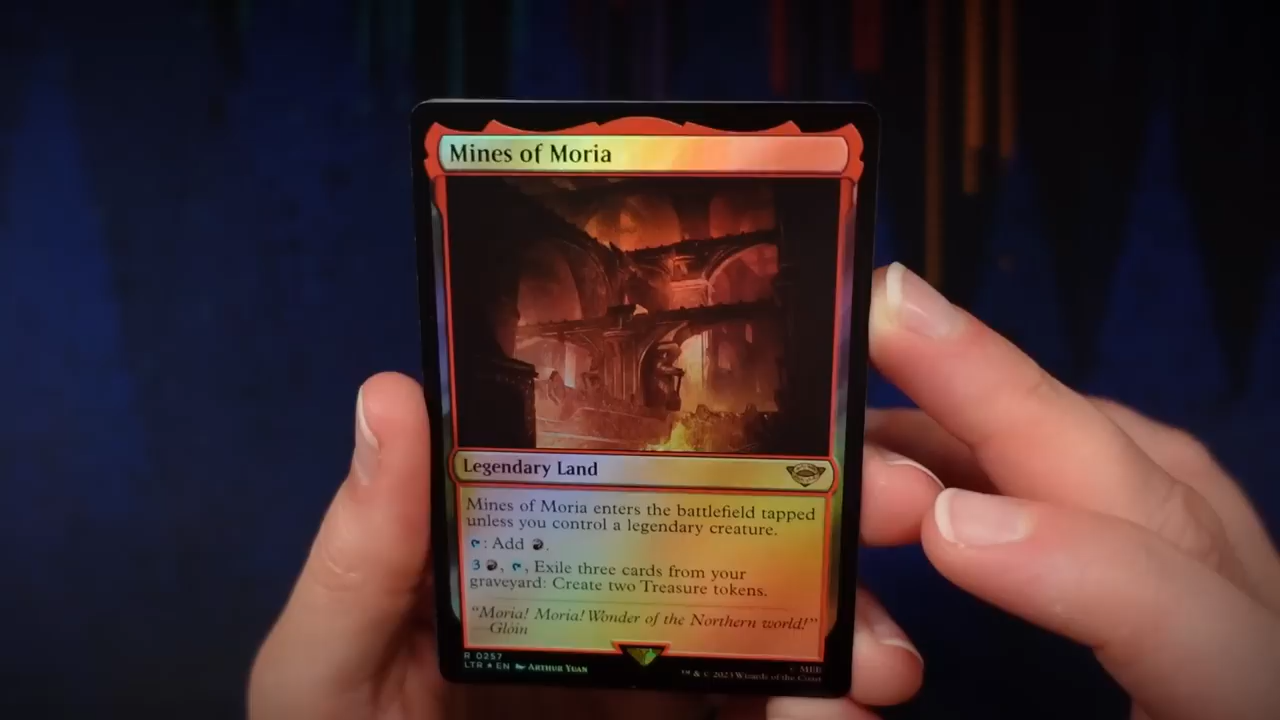 Mines of Moria
Legendary Land
Mines of Moria enters the battlefield tapped
unless you control a legendary creature.
: Add .
3 , , Exile three cards from your
graveyard: Create two Treasure tokens.
"Moria! Moria! Wonder of the Northern world!"
—Glóin
R 0257
LTR ★ EN Arthur Yuan
™ & © 2023 Wizards of the Coast